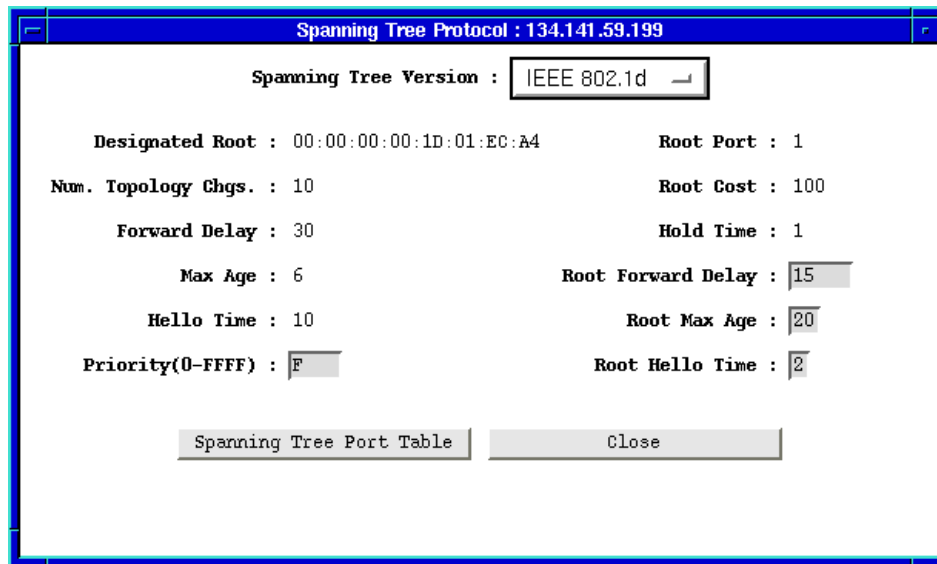 Spanning Tree Protocol : 134.141.59.199
Spanning Tree Version : IEEE 802.1d
Designated Root : 00:00:00:00:1D:01:EC:A4 Root Port : 1
Num. Topology Chgs. : 10 Root Cost : 100
Forward Delay : 30 Hold Time : 1
Max Age : 6 Root Forward Delay : 15
Hello Time : 10 Root Max Age : 20
Priority(0-FFFF) : F Root Hello Time : 2
Spanning Tree Port Table Close